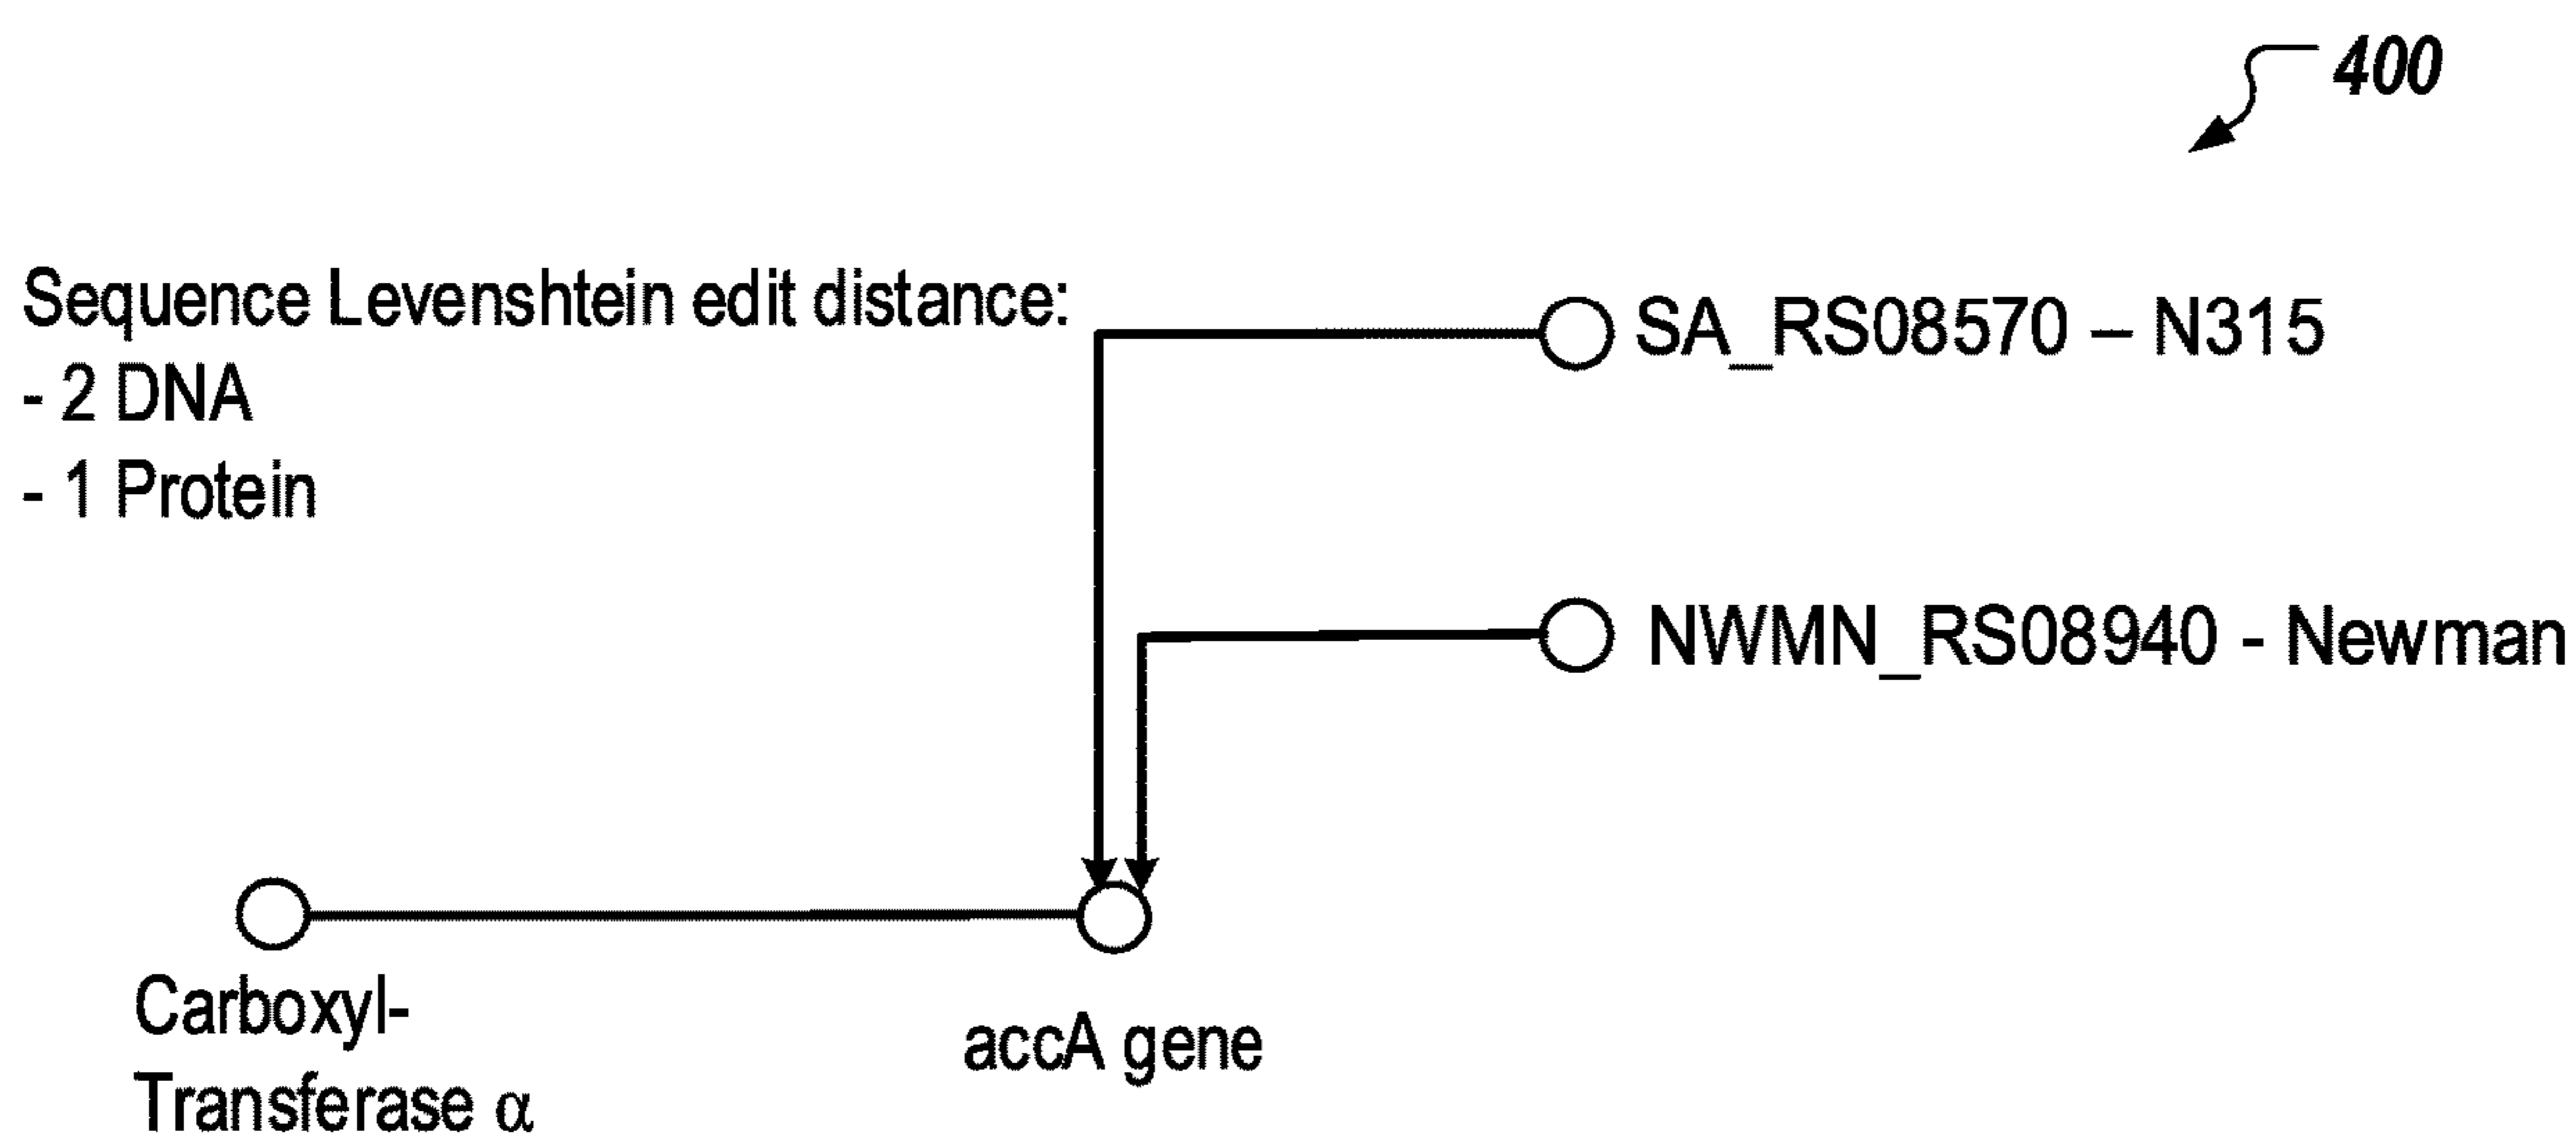 400
Sequence Levenshtein edit distance:
- 2 DNA
- 1 Protein
SA_RS08570 – N315
NWMN_RS08940 - Newman
Carboxyl-
Transferase α
accA gene